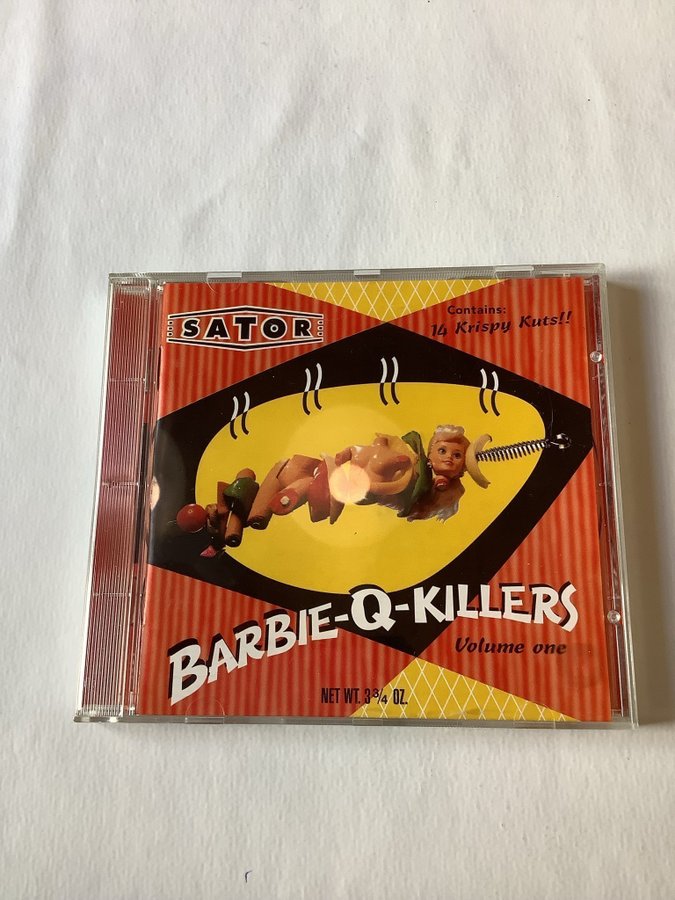 SATOR
Contains:
14 Krispy Kuts!!
BARBIE-Q-KILLERS
Volume one
NET WT. 3 3/4 OZ.